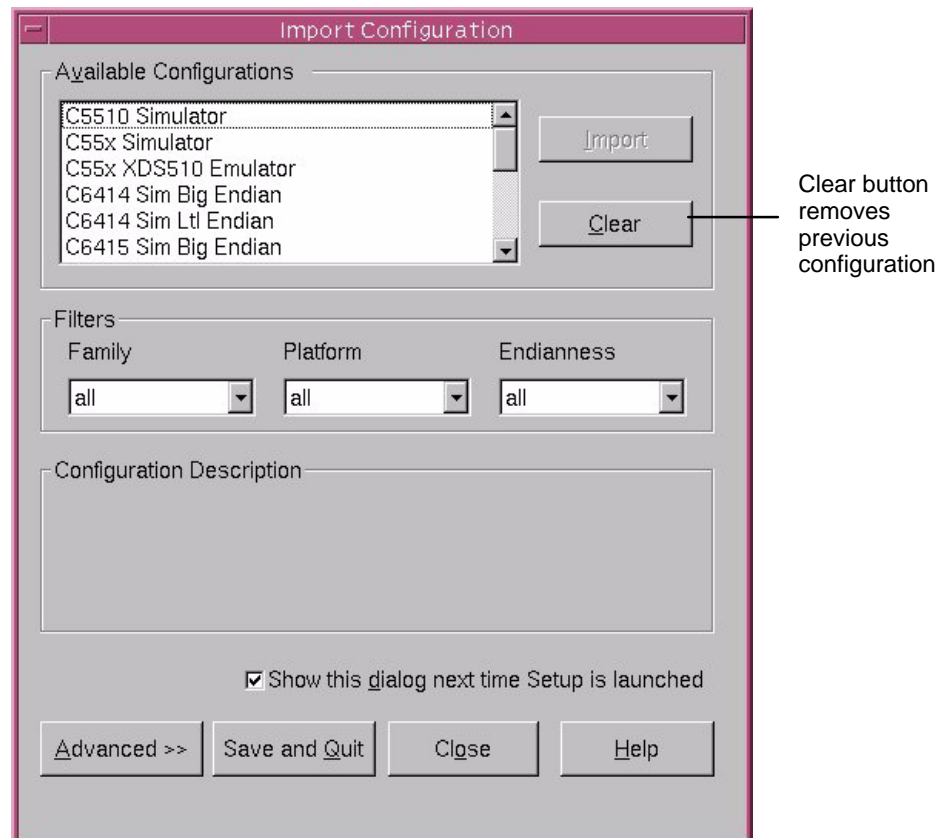 Import Configuration
Available Configurations
C5510 Simulator
C55x Simulator
C55x XDS510 Emulator
C6414 Sim Big Endian
C6414 Sim Ltl Endian
C6415 Sim Big Endian
Import
Clear
Clear button
removes
previous
configuration
Filters
Family
Platform
Endianness
all
all
all
Configuration Description
Show this dialog next time Setup is launched
Advanced >>
Save and Quit
Close
Help